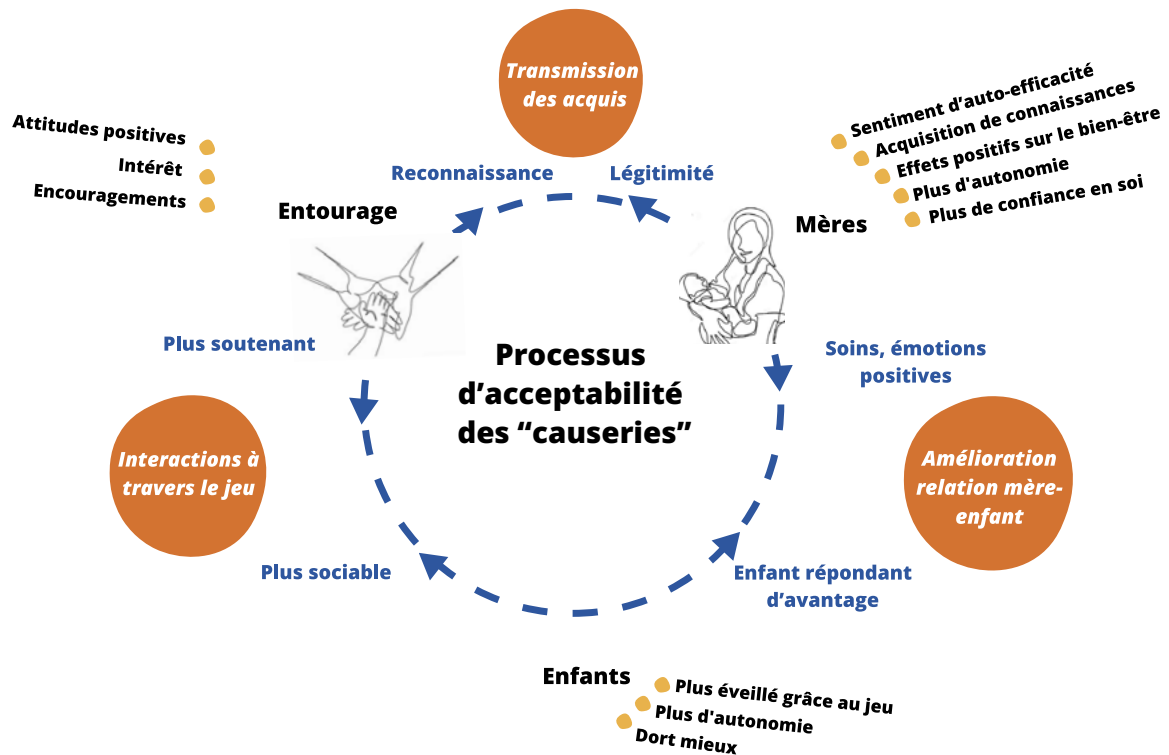 Transmission
des acquis
Attitudes positives
Intérêt
Encouragements
Sentiment d'auto-efficacité
Acquisition de connaissances
Effets positifs sur le bien-être
Plus d'autonomie
Plus de confiance en soi
Reconnaissance
Légitimité
Entourage
Mères
Plus soutenant
Processus
d'acceptabilité
des "causeries"
Soins, émotions
positives
Interactions à
travers le jeu
Amélioration
relation mère-
enfant
Plus sociable
Enfant répondant
d'avantage
Enfants
Plus éveillé grâce au jeu
Plus d'autonomie
Dort mieux